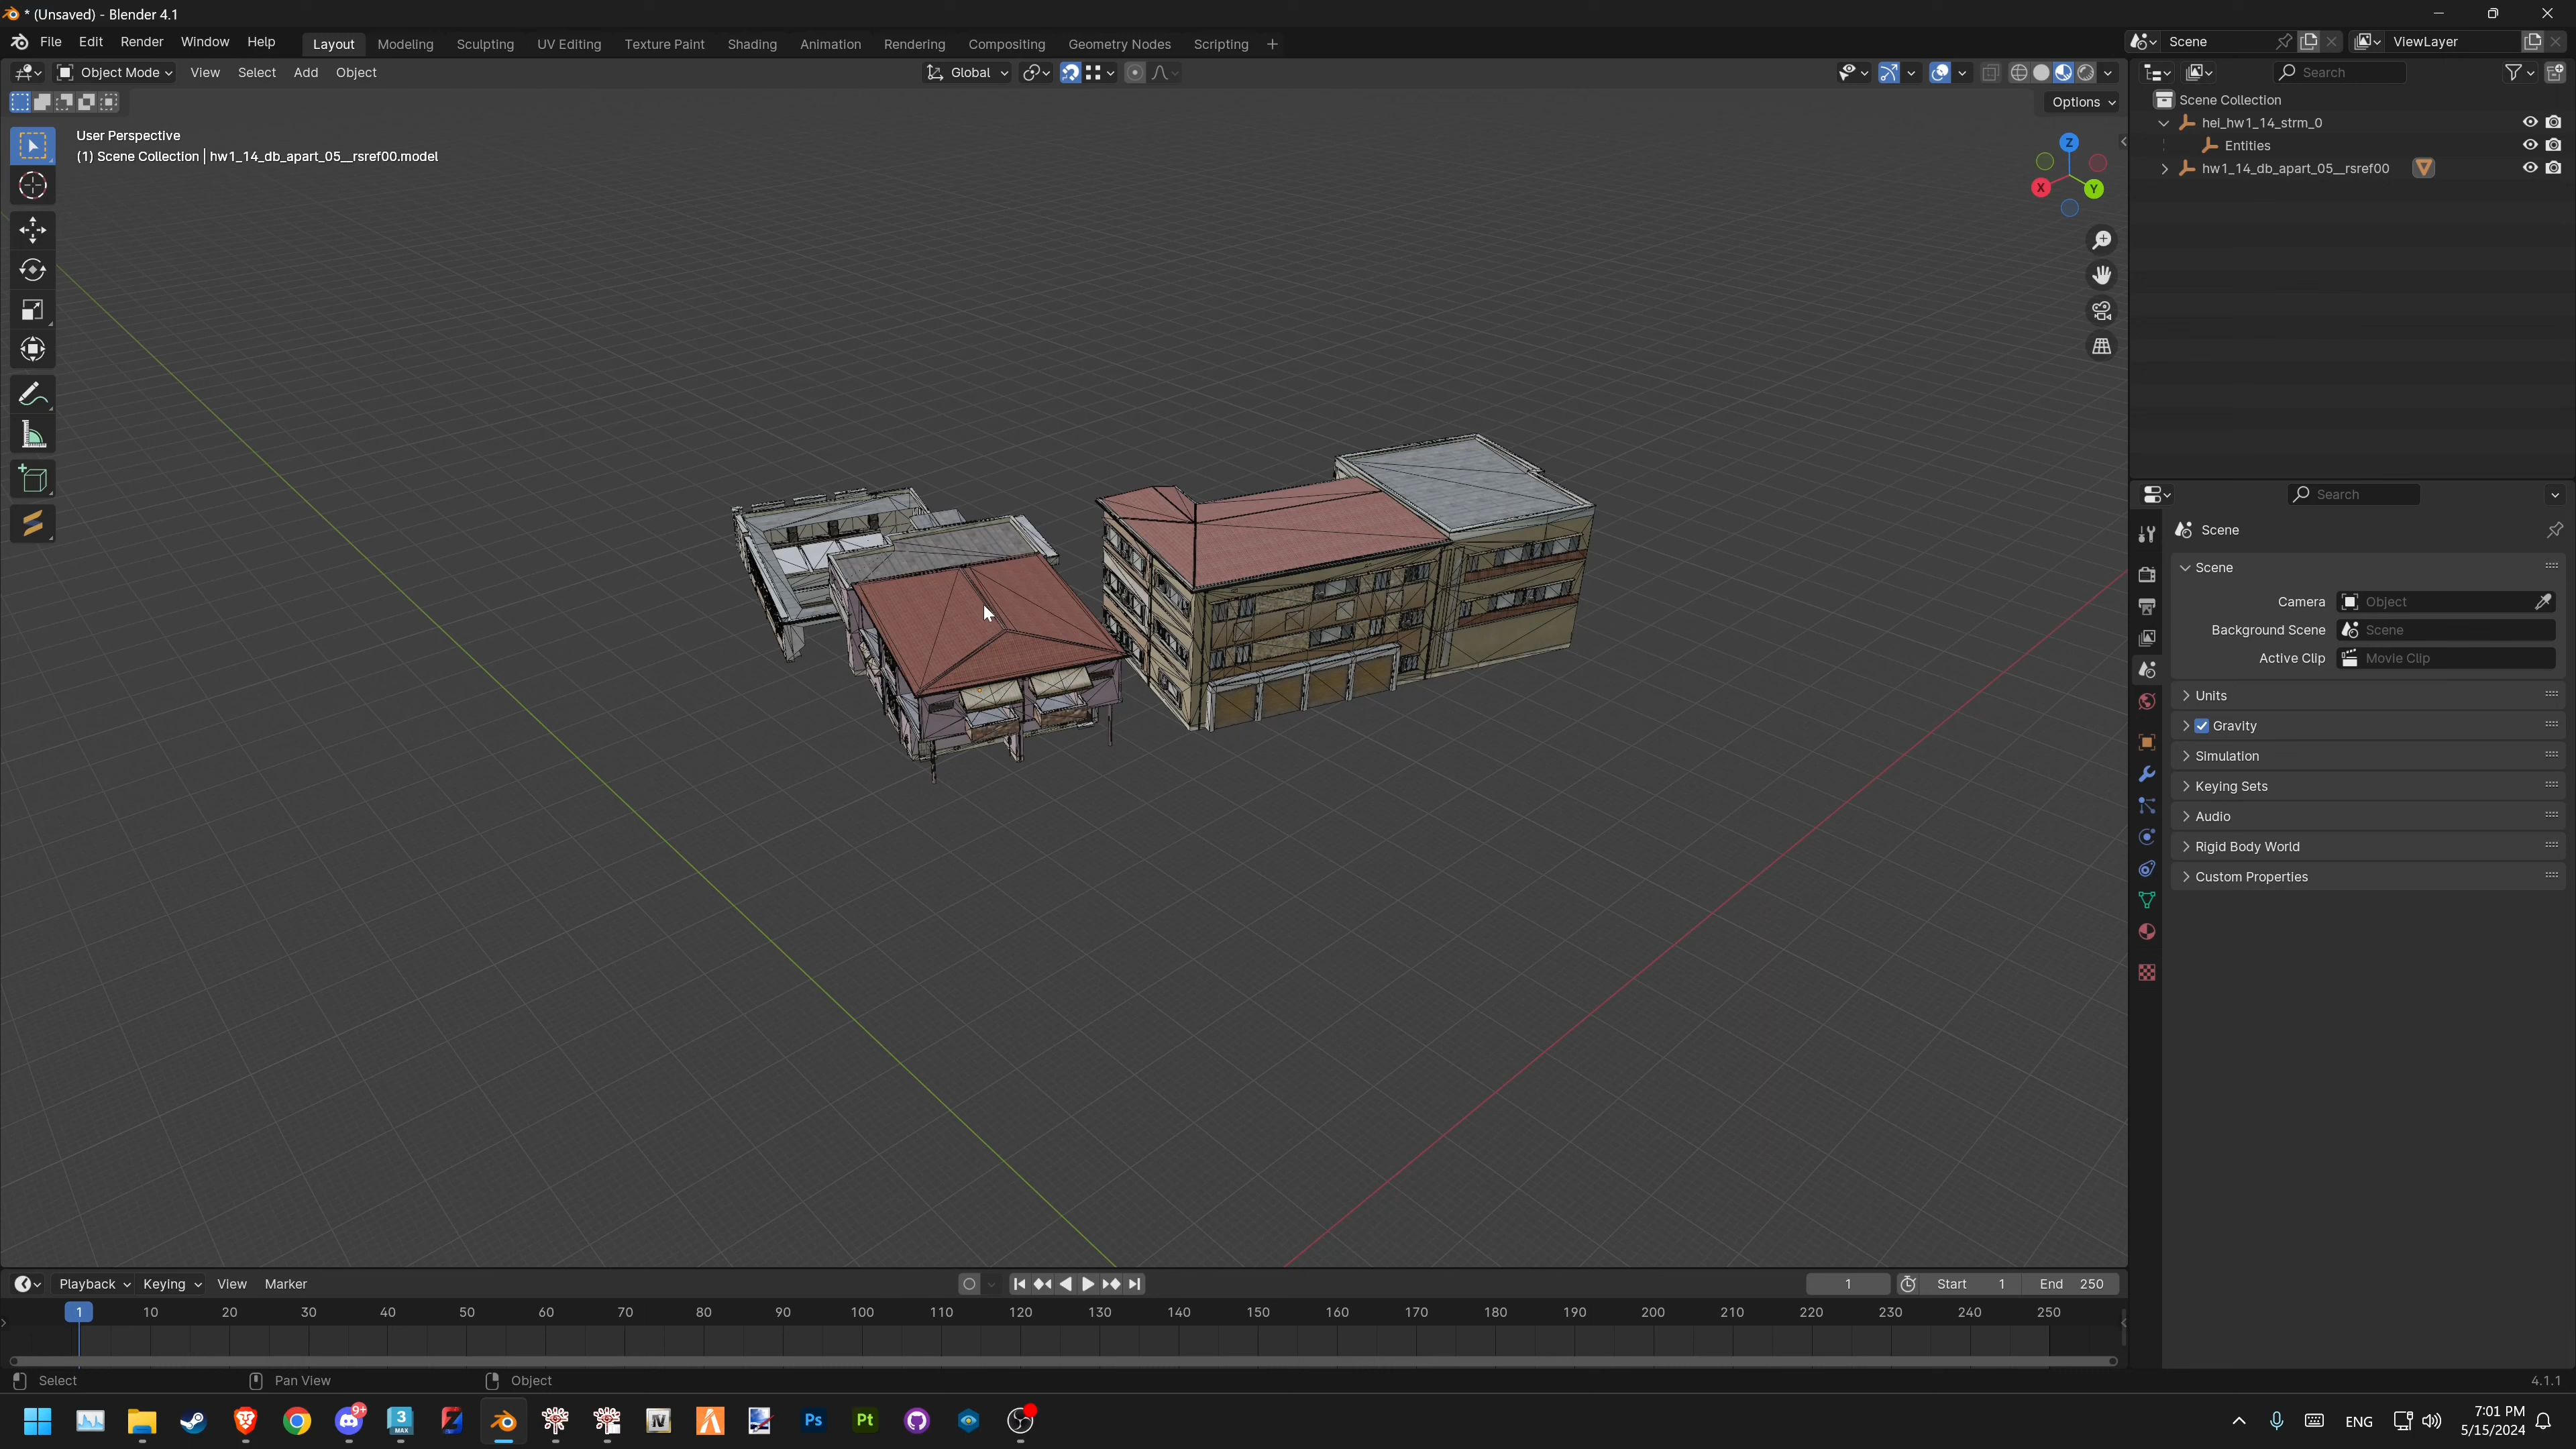 * (Unsaved) - Blender 4.1
File Edit Render Window Help Layout Modeling Sculpting UV Editing Texture Paint Shading Animation Rendering Compositing Geometry Nodes Scripting + Scene ViewLayer
Object Mode View Select Add Object Global Search
Options
User Perspective
(1) Scene Collection | hw1_14_db_apart_05__rsref00.model
Z
X
Y
Scene Collection
hei_hw1_14_strm_0
Entities
hw1_14_db_apart_05__rsref00
Search
Scene
Scene
Camera Object
Background Scene Scene
Active Clip Movie Clip
Units
Gravity
Simulation
Keying Sets
Audio
Rigid Body World
Custom Properties
Playback Keying View Marker 1 Start 1 End 250
1 10 20 30 40 50 60 70 80 90 100 110 120 130 140 150 160 170 180 190 200 210 220 230 240 250
Select Pan View Object 4.1.1
9+ 3 MAX Z IV Ps Pt ENG
7:01 PM
5/15/2024